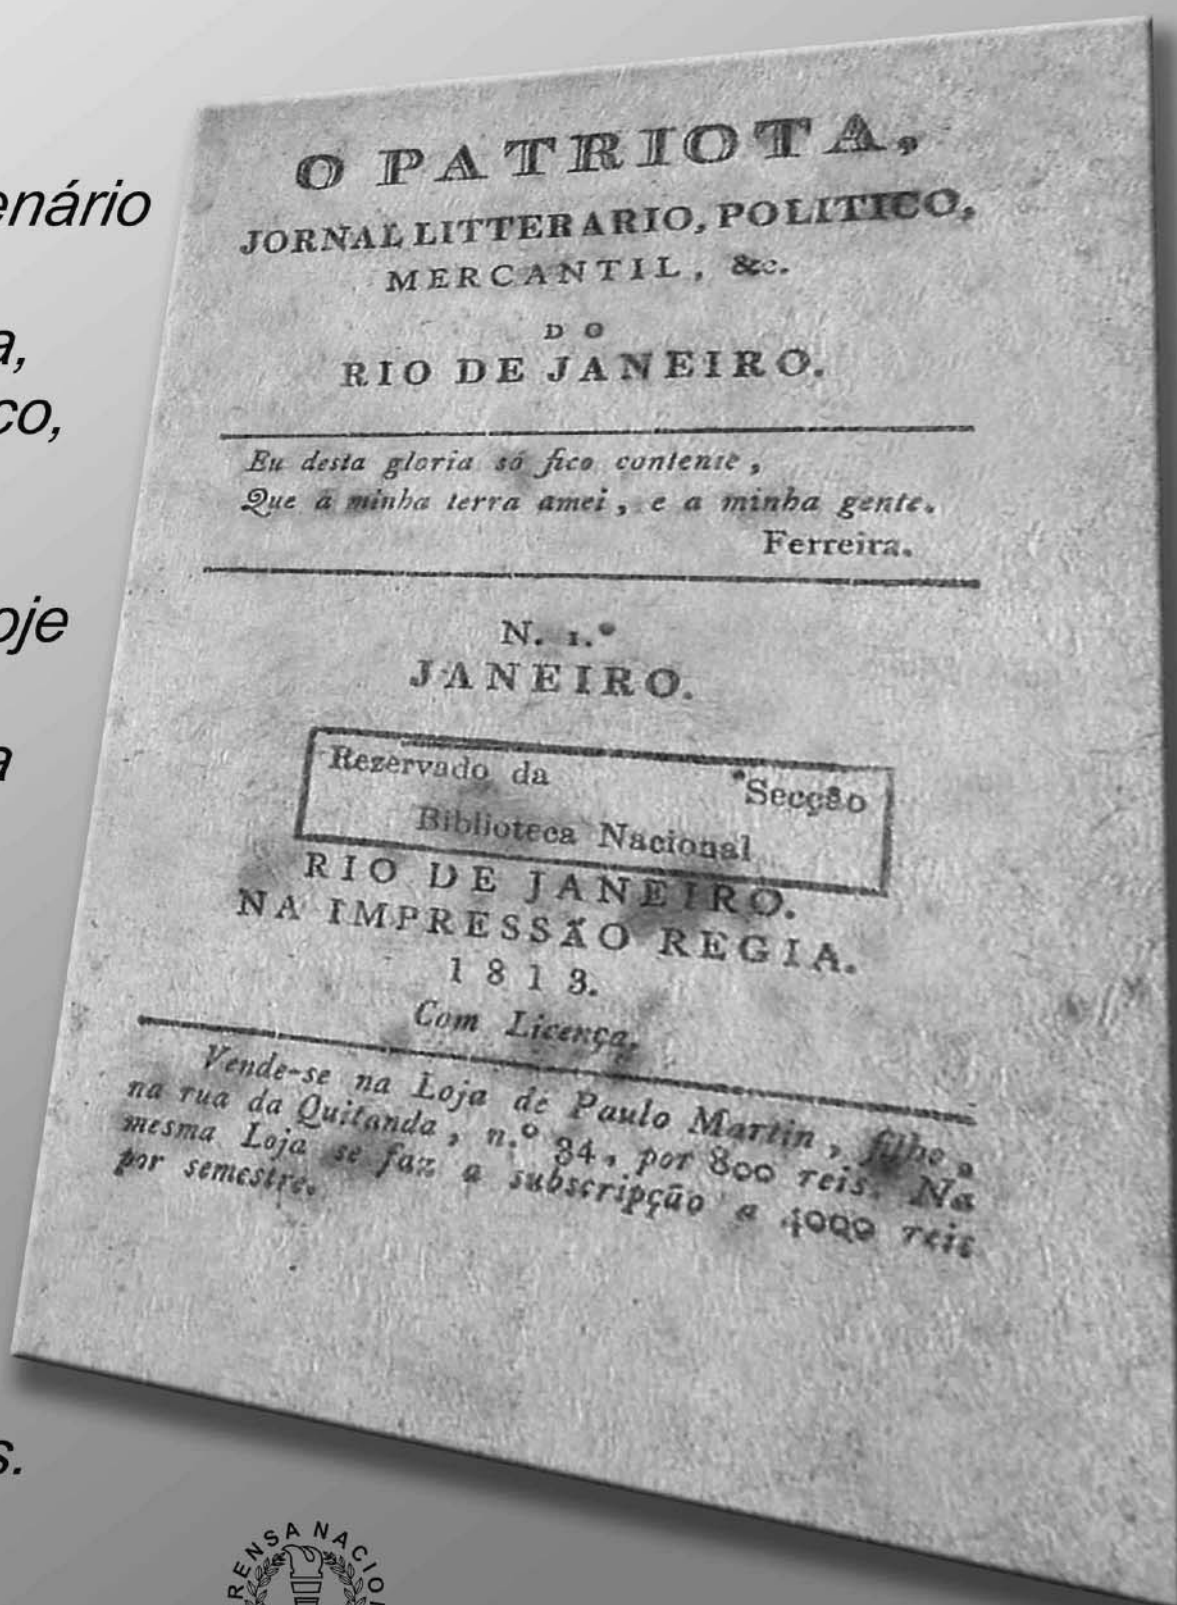 enário
a,
co,
oje
a
s.
O PATRIOTA,
JORNAL LITTERARIO, POLITICO,
MERCANTIL, &c.
DO
RIO DE JANEIRO.
Eu desta gloria só fico contente,
Que a minha terra amei, e a minha gente.
Ferreira.
N. 1.º
JANEIRO.
Rezervado da Secção
Biblioteca Nacional
RIO DE JANEIRO.
NA IMPRESSÃO REGIA.
1813.
Com Licença.
Vende-se na Loja de Paulo Martin, filho,
na rua da Quitanda, n.º 34, por 800 reis. Na
mesma Loja se faz a subscripção a 4000 reis
por semestre.
RENSA NACIO